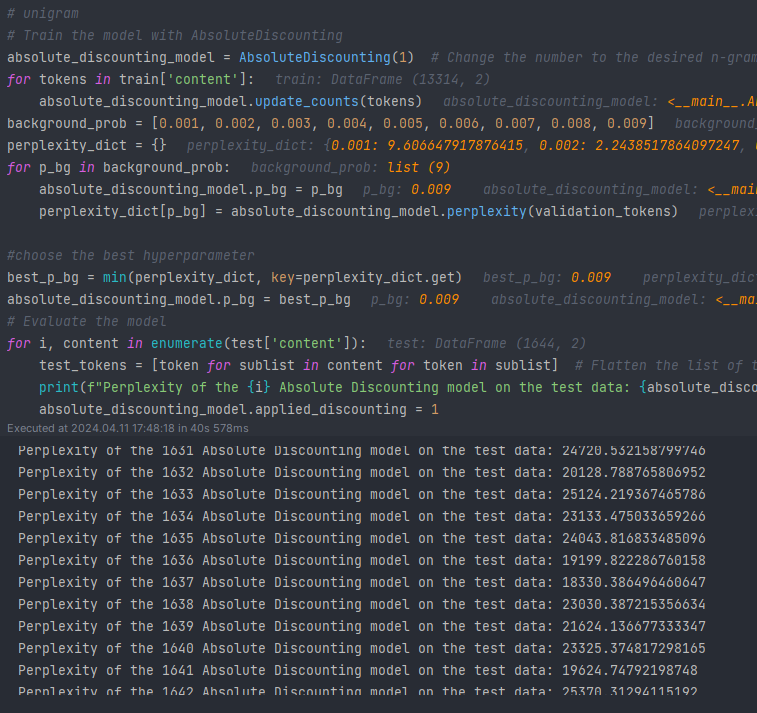 # unigram
# Train the model with AbsoluteDiscounting
absolute_discounting_model = AbsoluteDiscounting(1)  # Change the number to the desired n-gram
for tokens in train['content']:  train: DataFrame (13314, 2)
    absolute_discounting_model.update_counts(tokens)  absolute_discounting_model: <__main__.A
background_prob = [0.001, 0.002, 0.003, 0.004, 0.005, 0.006, 0.007, 0.008, 0.009]  background_
perplexity_dict = {}  perplexity_dict: {0.001: 9.606647917876415, 0.002: 2.2438517864097247,
for p_bg in background_prob:  background_prob: list (9)
    absolute_discounting_model.p_bg = p_bg  p_bg: 0.009  absolute_discounting_model: <__mai
    perplexity_dict[p_bg] = absolute_discounting_model.perplexity(validation_tokens)  perplexi
#choose the best hyperparameter
best_p_bg = min(perplexity_dict, key=perplexity_dict.get)  best_p_bg: 0.009  perplexity_dict
absolute_discounting_model.p_bg = best_p_bg  p_bg: 0.009  absolute_discounting_model: <__ma
# Evaluate the model
for i, content in enumerate(test['content']):  test: DataFrame (1644, 2)
    test_tokens = [token for sublist in content for token in sublist]  # Flatten the list of t
    print(f"Perplexity of the {i} Absolute Discounting model on the test data: {absolute_disco
    absolute_discounting_model.applied_discounting = 1
Executed at 2024.04.11 17:48:18 in 40s 578ms
Perplexity of the 1631 Absolute Discounting model on the test data: 24720.532158799746
Perplexity of the 1632 Absolute Discounting model on the test data: 20128.788765806952
Perplexity of the 1633 Absolute Discounting model on the test data: 25124.219367465786
Perplexity of the 1634 Absolute Discounting model on the test data: 23133.475033659266
Perplexity of the 1635 Absolute Discounting model on the test data: 24043.816833485096
Perplexity of the 1636 Absolute Discounting model on the test data: 19199.822286760158
Perplexity of the 1637 Absolute Discounting model on the test data: 18330.386496460647
Perplexity of the 1638 Absolute Discounting model on the test data: 23030.387215356634
Perplexity of the 1639 Absolute Discounting model on the test data: 21624.136677333347
Perplexity of the 1640 Absolute Discounting model on the test data: 23325.374817298165
Perplexity of the 1641 Absolute Discounting model on the test data: 19624.74792198748
Perplexity of the 1642 Absolute Discounting model on the test data: 25370.31294115192